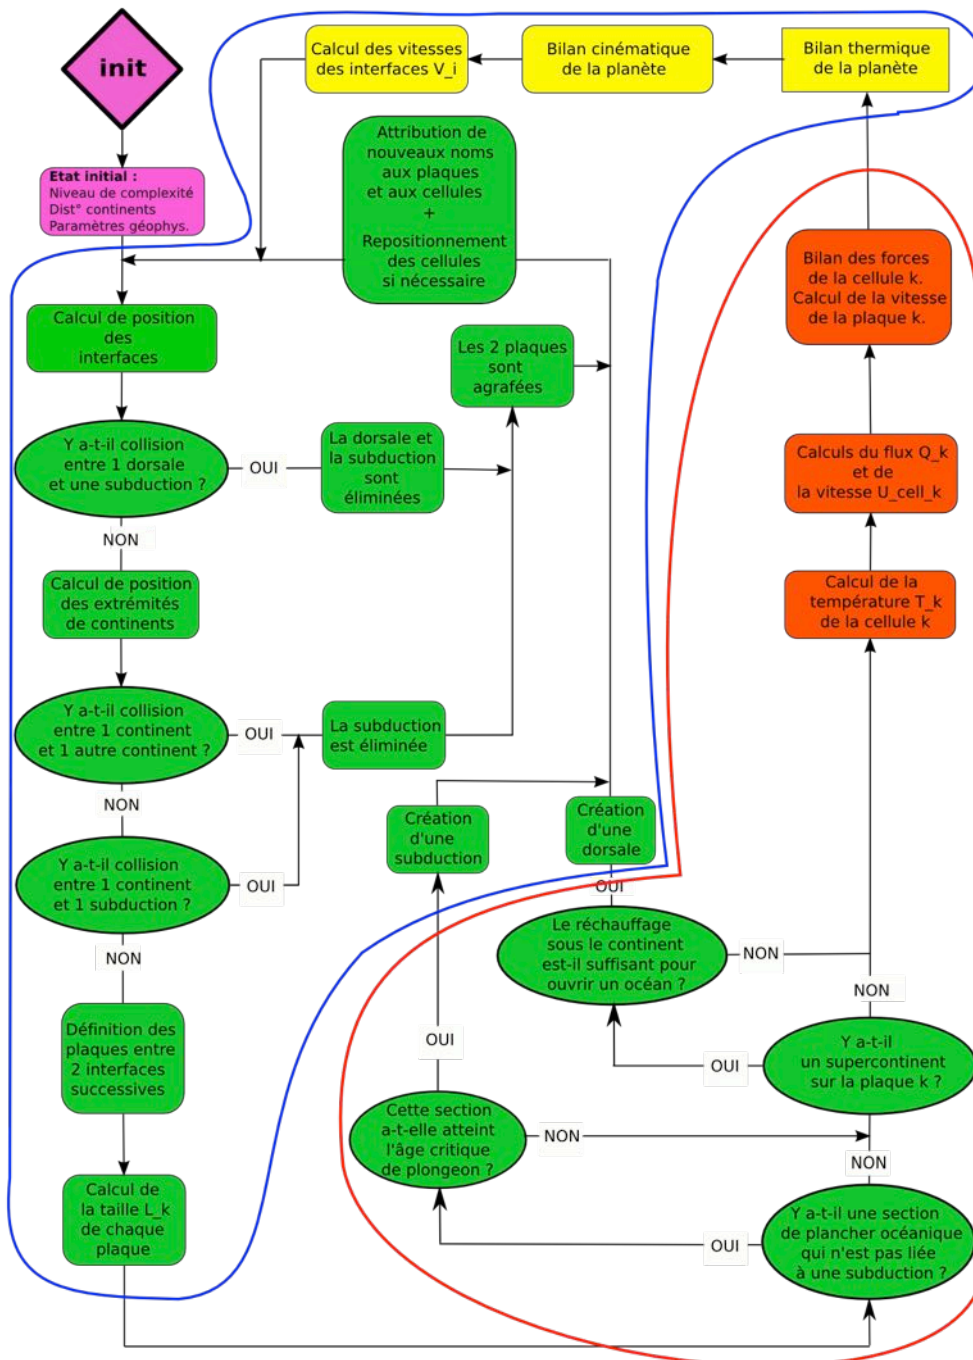 init
Etat initial :
Niveau de complexité
Dist° continents
Paramètres géophys.
Calcul des vitesses
des interfaces V_i
Bilan cinématique
de la planète
Bilan thermique
de la planète
Attribution de
nouveaux noms
aux plaques
et aux cellules
+
Repositionnement
des cellules
si nécessaire
Calcul de position
des
interfaces
Les 2 plaques
sont
agrafées
Bilan des forces
de la cellule k.
Calcul de la vitesse
de la plaque k.
Y a-t-il collision
entre 1 dorsale
et une subduction ?
OUI
La dorsale et
la subduction
sont
éliminées
Calculs du flux Q_k
et de
la vitesse U_cell_k
NON
Calcul de position
des extrémités
de continents
Calcul de la
température T_k
de la cellule k
Y a-t-il collision
entre 1 continent
et 1 autre continent ?
OUI
La subduction
est éliminée
NON
Création
d'une
subduction
Création
d'une
dorsale
Y a-t-il collision
entre 1 continent
et 1 subduction ?
OUI
OUI
NON
Le réchauffage
sous le continent
est-il suffisant pour
ouvrir un océan ?
NON
NON
Définition des
plaques entre
2 interfaces
successives
OUI
OUI
Y a-t-il
un supercontinent
sur la plaque k ?
Cette section
a-t-elle atteint
l'âge critique
de plongeon ?
NON
NON
Calcul de
la taille L_k
de chaque
plaque
OUI
Y a-t-il une section
de plancher océanique
qui n'est pas liée
à une subduction ?